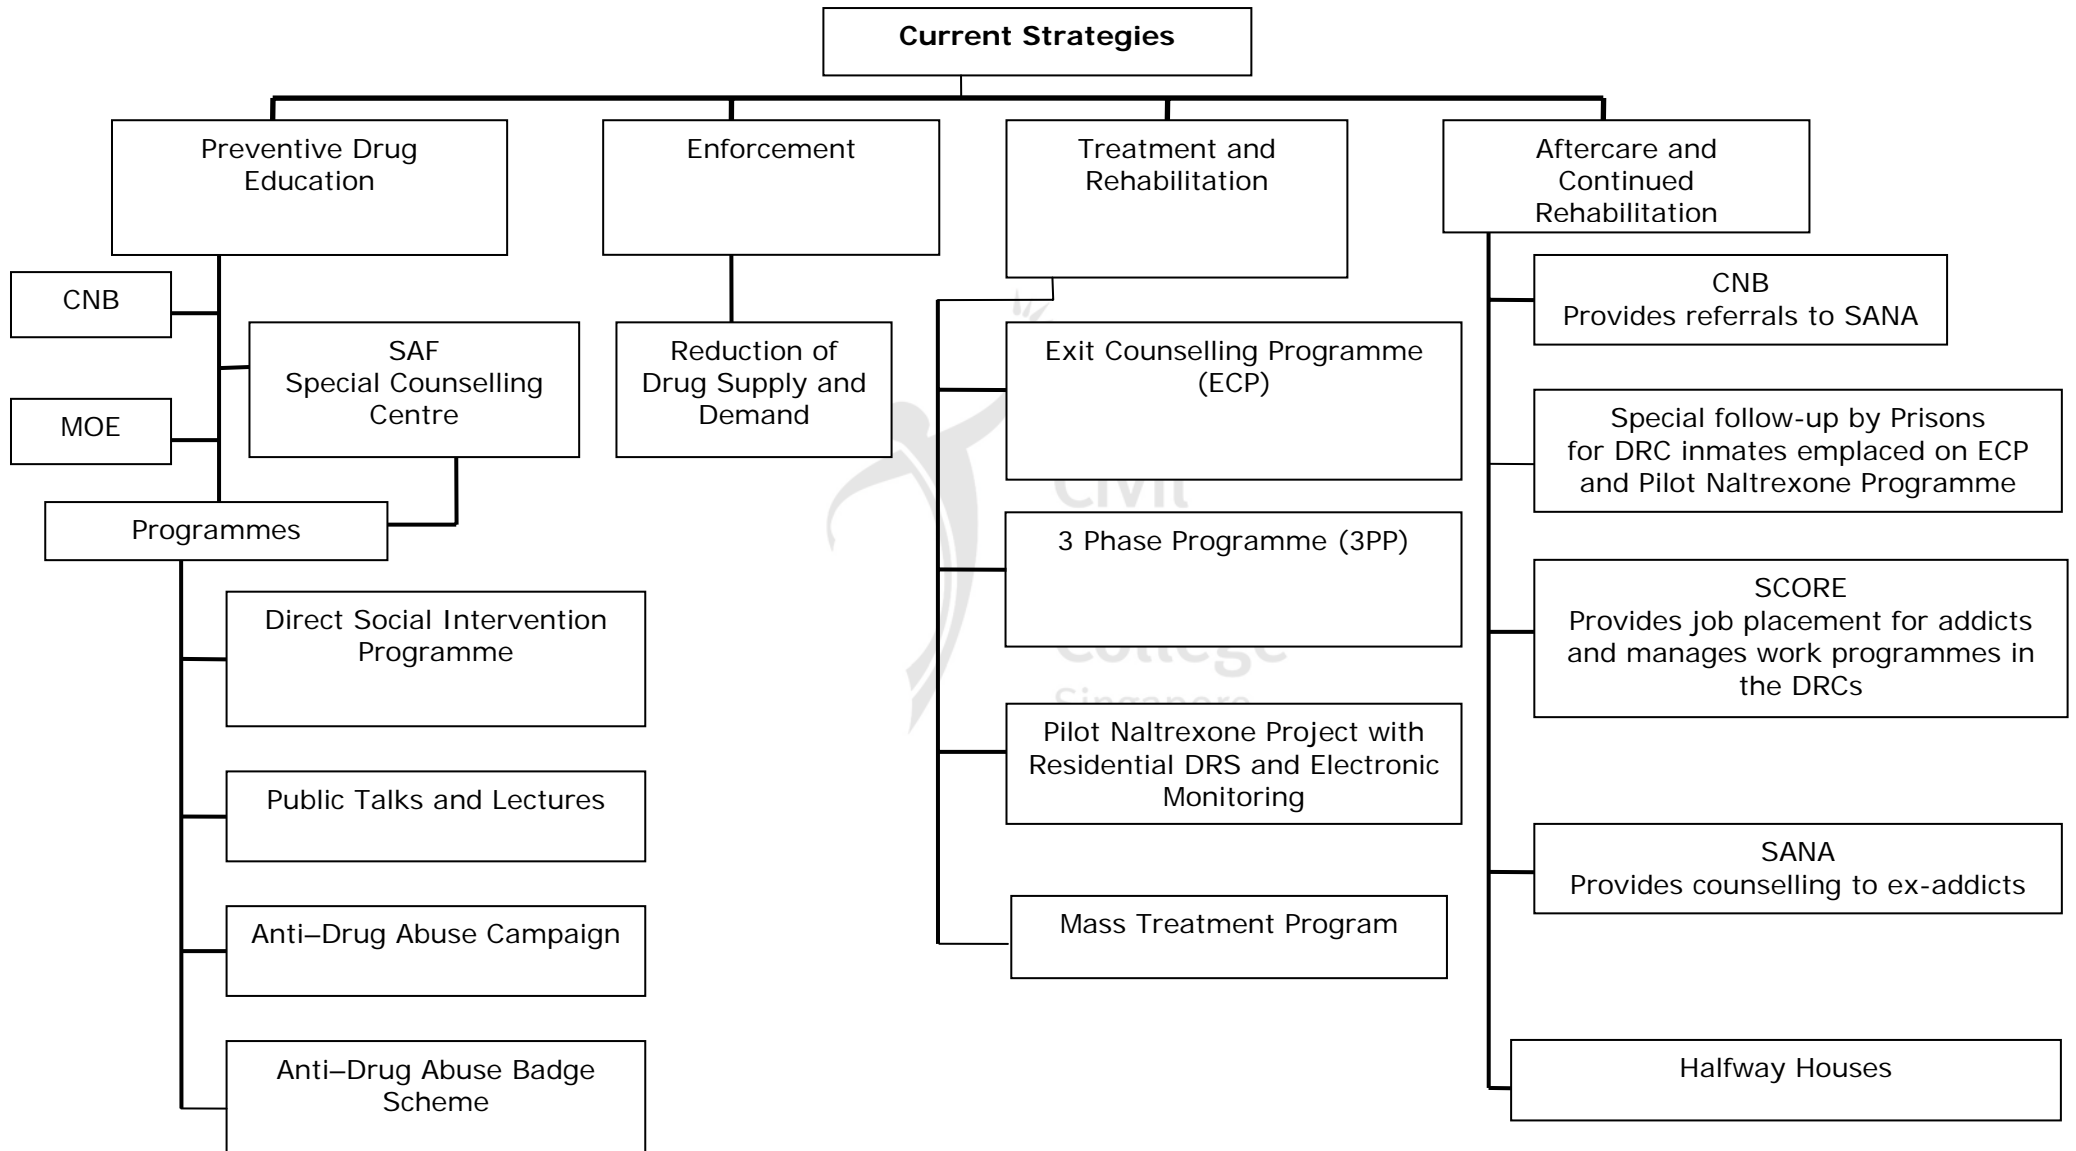 Current Strategies
Preventive Drug
Education
CNB
SAF
Special Counselling
Centre
MOE
Programmes
Direct Social Intervention
Programme
Public Talks and Lectures
Anti–Drug Abuse Campaign
Anti–Drug Abuse Badge
Scheme
Enforcement
Reduction of
Drug Supply and
Demand
Treatment and
Rehabilitation
Exit Counselling Programme
(ECP)
3 Phase Programme (3PP)
Pilot Naltrexone Project with
Residential DRS and Electronic
Monitoring
Mass Treatment Program
Aftercare and
Continued
Rehabilitation
CNB
Provides referrals to SANA
Special follow-up by Prisons
for DRC inmates emplaced on ECP
and Pilot Naltrexone Programme
SCORE
Provides job placement for addicts
and manages work programmes in
the DRCs
SANA
Provides counselling to ex-addicts
Halfway Houses
Civil
College
Singapore